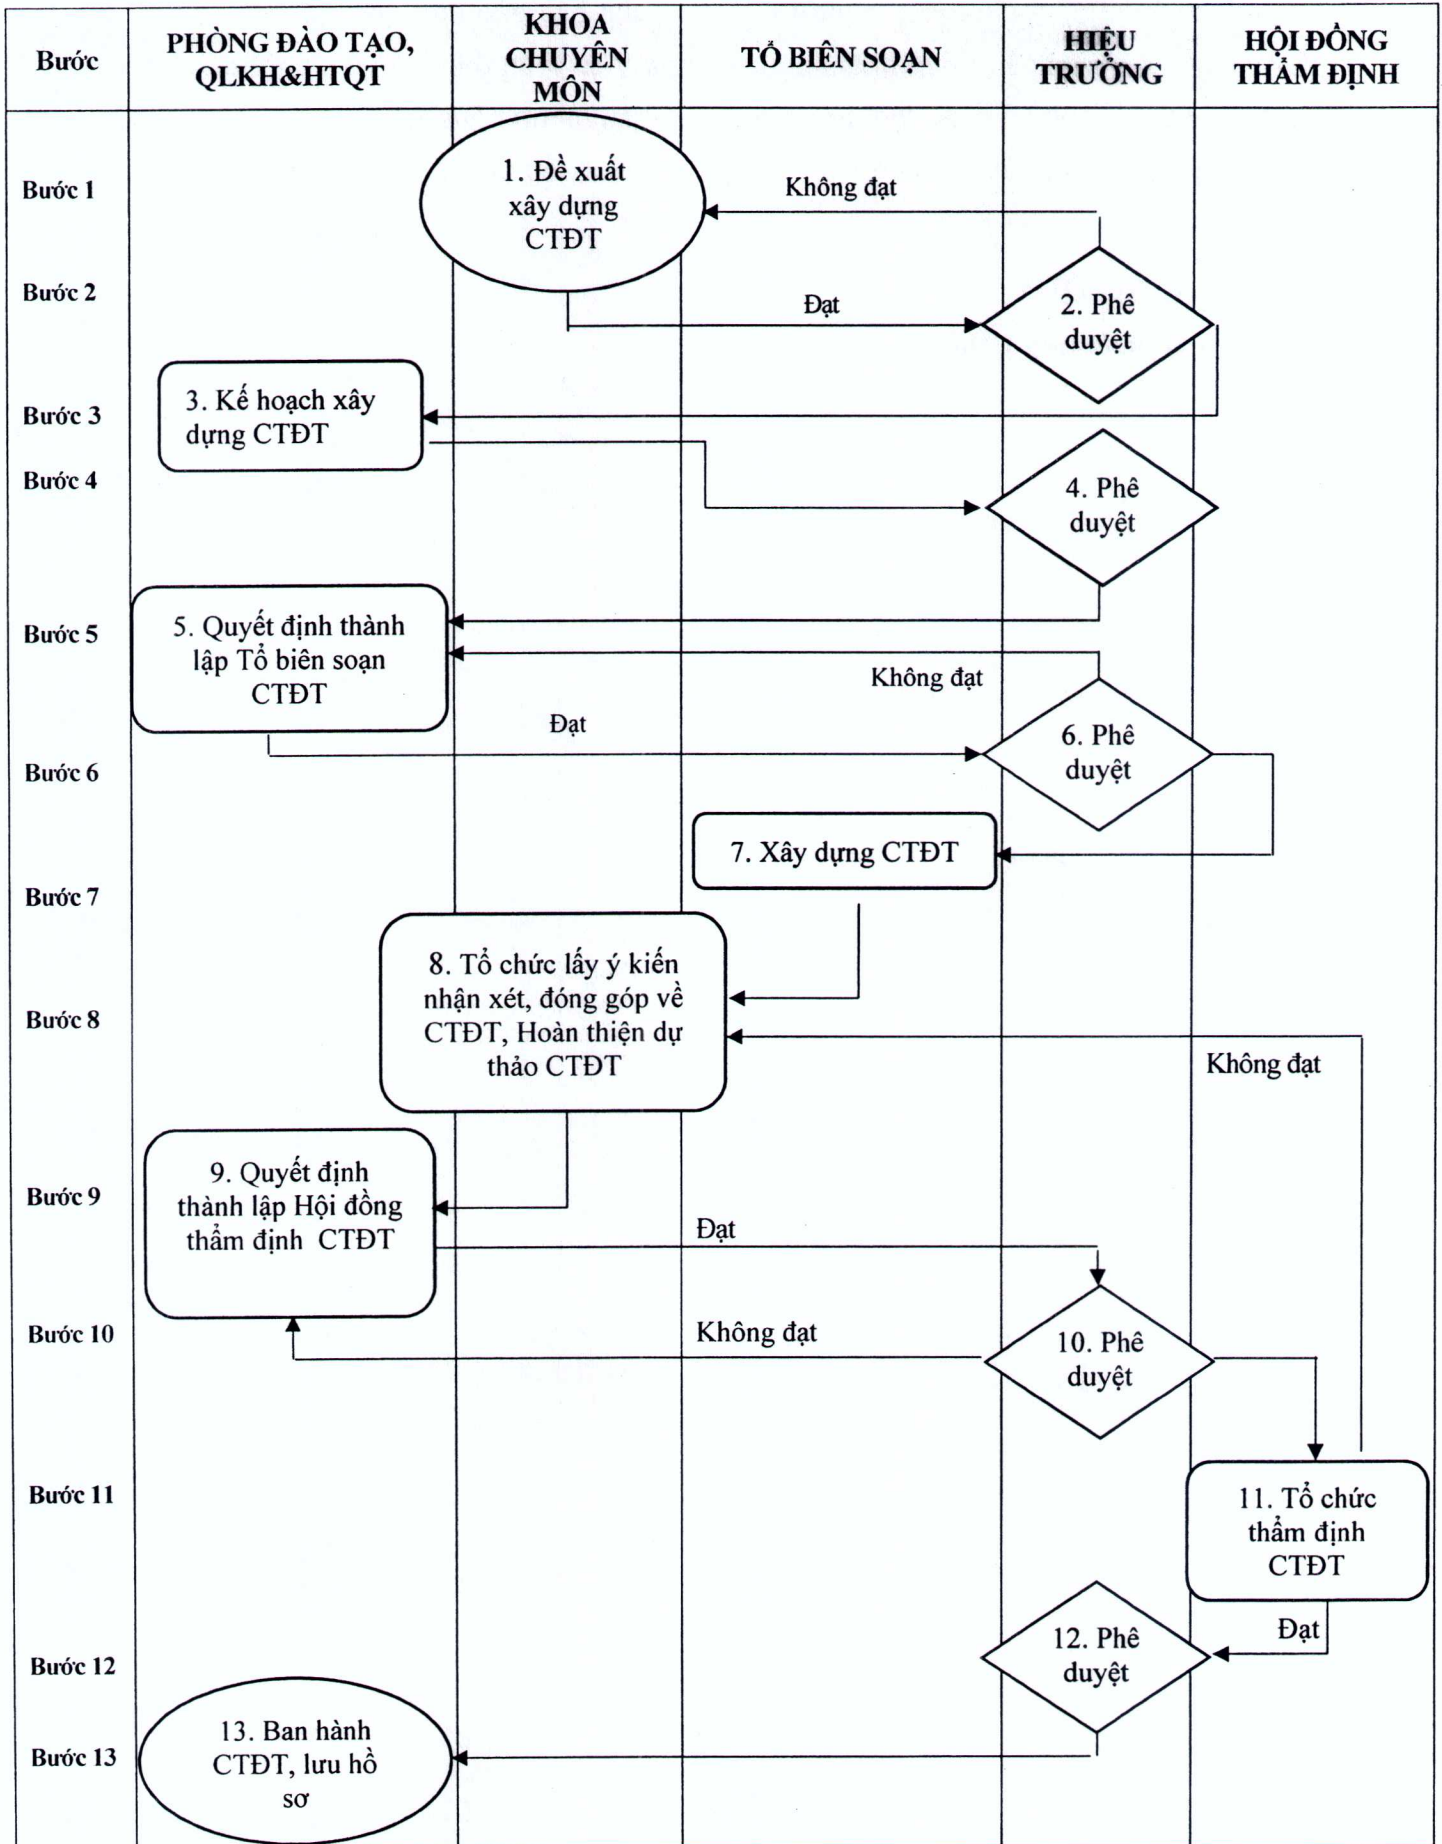 Bước
PHÒNG ĐÀO TẠO,
QLKH&HTQT
KHOA
CHUYÊN
MÔN
TỔ BIÊN SOẠN
HIỆU
TRƯỞNG
HỘI ĐỒNG
THẨM ĐỊNH
Bước 1
1. Đề xuất
xây dựng
CTĐT
Không đạt
Bước 2
Đạt
2. Phê
duyệt
Bước 3
3. Kế hoạch xây
dựng CTĐT
Bước 4
4. Phê
duyệt
Bước 5
5. Quyết định thành
lập Tổ biên soạn
CTĐT
Không đạt
Đạt
Bước 6
6. Phê
duyệt
7. Xây dựng CTĐT
Bước 7
8. Tổ chức lấy ý kiến
nhận xét, đóng góp về
CTĐT, Hoàn thiện dự
thảo CTĐT
Bước 8
Không đạt
Bước 9
9. Quyết định
thành lập Hội đồng
thẩm định CTĐT
Đạt
Bước 10
Không đạt
10. Phê
duyệt
Bước 11
11. Tổ chức
thẩm định
CTĐT
Đạt
Bước 12
12. Phê
duyệt
Bước 13
13. Ban hành
CTĐT, lưu hồ
sơ